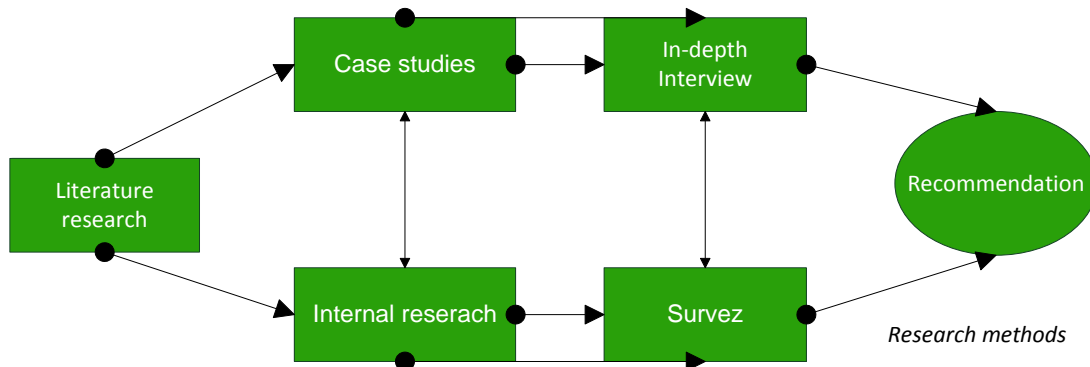 Case studies
In-depth
Interview
Literature
research
Recommendation
Internal reserach
Survez
Research methods